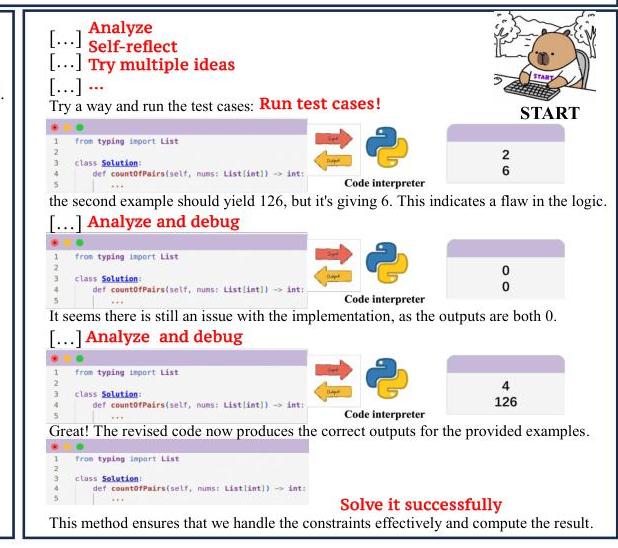 [...] Analyze
[...] Self-reflect
[...] Try multiple ideas
[...] ...
Try a way and run the test cases: Run test cases!
START
START
1 from typing import List
2
3 class Solution:
4 def countOfPairs(self, nums: List[int]) -> int:
5 ...
Input
Output
Code interpreter
2
6
the second example should yield 126, but it's giving 6. This indicates a flaw in the logic.
[...] Analyze and debug
1 from typing import List
2
3 class Solution:
4 def countOfPairs(self, nums: List[int]) -> int:
5 ...
Input
Output
Code interpreter
0
0
It seems there is still an issue with the implementation, as the outputs are both 0.
[...] Analyze and debug
1 from typing import List
2
3 class Solution:
4 def countOfPairs(self, nums: List[int]) -> int:
5 ...
Input
Output
Code interpreter
4
126
Great! The revised code now produces the correct outputs for the provided examples.
1 from typing import List
2
3 class Solution:
4 def countOfPairs(self, nums: List[int]) -> int:
5 ...
Solve it successfully
This method ensures that we handle the constraints effectively and compute the result.